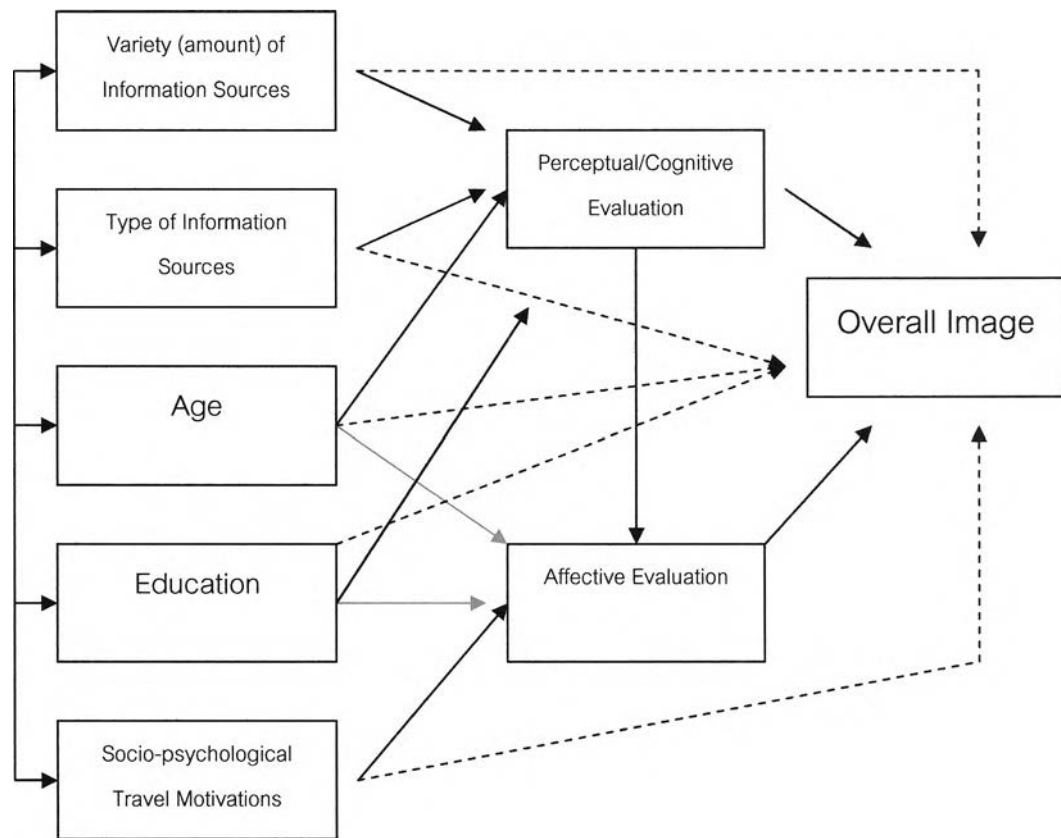 Variety (amount) of
Information Sources
Perceptual/Cognitive
Evaluation
Type of Information
Sources
Overall Image
Age
Education
Affective Evaluation
Socio-psychological
Travel Motivations